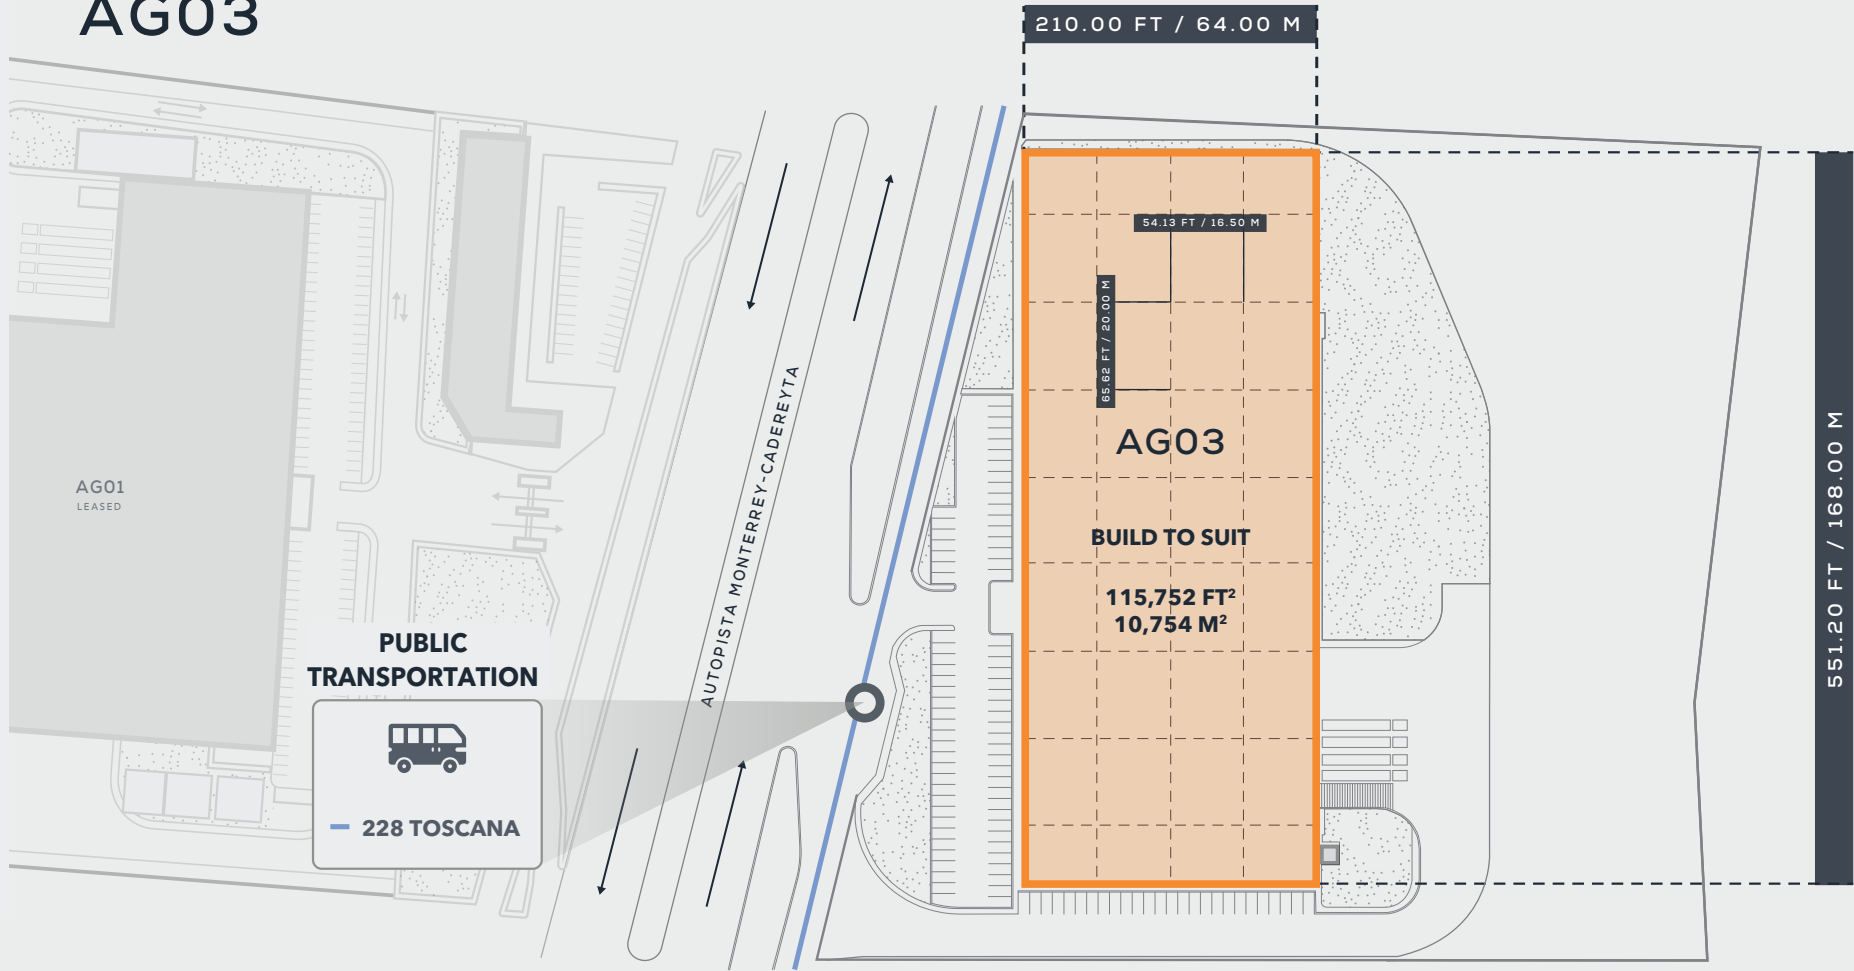 AG03
210.00 FT / 64.00 M
54.13 FT / 16.50 M
65.62 FT / 20.00 M
AG03
BUILD TO SUIT
115,752 FT²
10,754 M²
551.20 FT / 168.00 M
AUTOPISTA MONTERREY-CADEREYTA
AG01
LEASED
PUBLIC
TRANSPORTATION
228 TOSCANA